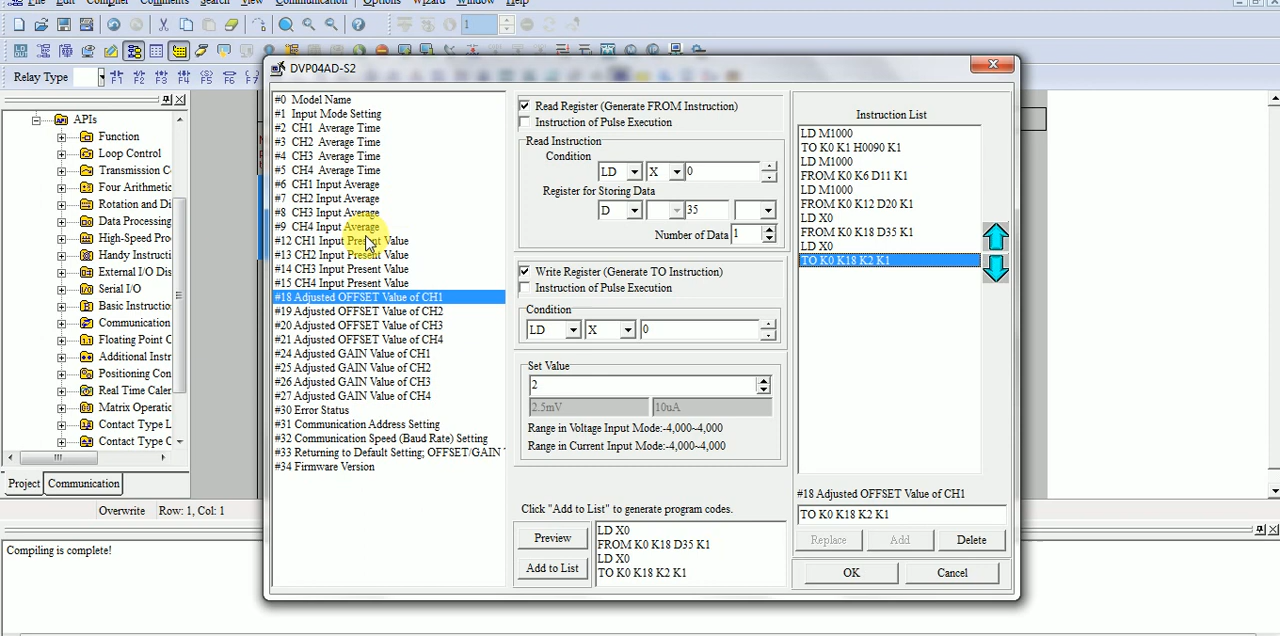 File Edit Compiler Comments Search View Communication Options Wizard Window Help
1
Relay Type
F1 F2 F3 F4 F5 F6 F7
DVP04AD-S2
APIs
Function
Loop Control
Transmission C
Four Arithmetic
Rotation and Di
Data Processing
High-Speed Pro
Handy Instructi
External I/O Dis
Serial I/O
Basic Instructio
Communication
Floating Point C
Additional Instr
Positioning Con
Real Time Caler
Matrix Operatio
Contact Type L
Contact Type C
Project
Communication
Overwrite
Row: 1, Col: 1
Compiling is complete!
#0 Model Name
#1 Input Mode Setting
#2 CH1 Average Time
#3 CH2 Average Time
#4 CH3 Average Time
#5 CH4 Average Time
#6 CH1 Input Average
#7 CH2 Input Average
#8 CH3 Input Average
#9 CH4 Input Average
#12 CH1 Input Present Value
#13 CH2 Input Present Value
#14 CH3 Input Present Value
#15 CH4 Input Present Value
#18 Adjusted OFFSET Value of CH1
#19 Adjusted OFFSET Value of CH2
#20 Adjusted OFFSET Value of CH3
#21 Adjusted OFFSET Value of CH4
#24 Adjusted GAIN Value of CH1
#25 Adjusted GAIN Value of CH2
#26 Adjusted GAIN Value of CH3
#27 Adjusted GAIN Value of CH4
#30 Error Status
#31 Communication Address Setting
#32 Communication Speed (Baud Rate) Setting
#33 Returning to Default Setting; OFFSET/GAIN
#34 Firmware Version
Read Register (Generate FROM Instruction)
Instruction of Pulse Execution
Read Instruction
Condition
LD X 0
Register for Storing Data
D 35
Number of Data 1
Write Register (Generate TO Instruction)
Instruction of Pulse Execution
Condition
LD X 0
Set Value
2
2.5mV 10uA
Range in Voltage Input Mode:-4,000~4,000
Range in Current Input Mode:-4,000~4,000
Click "Add to List" to generate program codes.
Preview
Add to List
LD X0
FROM K0 K18 D35 K1
LD X0
TO K0 K18 K2 K1
Instruction List
LD M1000
TO K0 K1 H0090 K1
LD M1000
FROM K0 K6 D11 K1
LD M1000
FROM K0 K12 D20 K1
LD X0
FROM K0 K18 D35 K1
LD X0
TO K0 K18 K2 K1
#18 Adjusted OFFSET Value of CH1
TO K0 K18 K2 K1
Replace Add Delete
OK Cancel